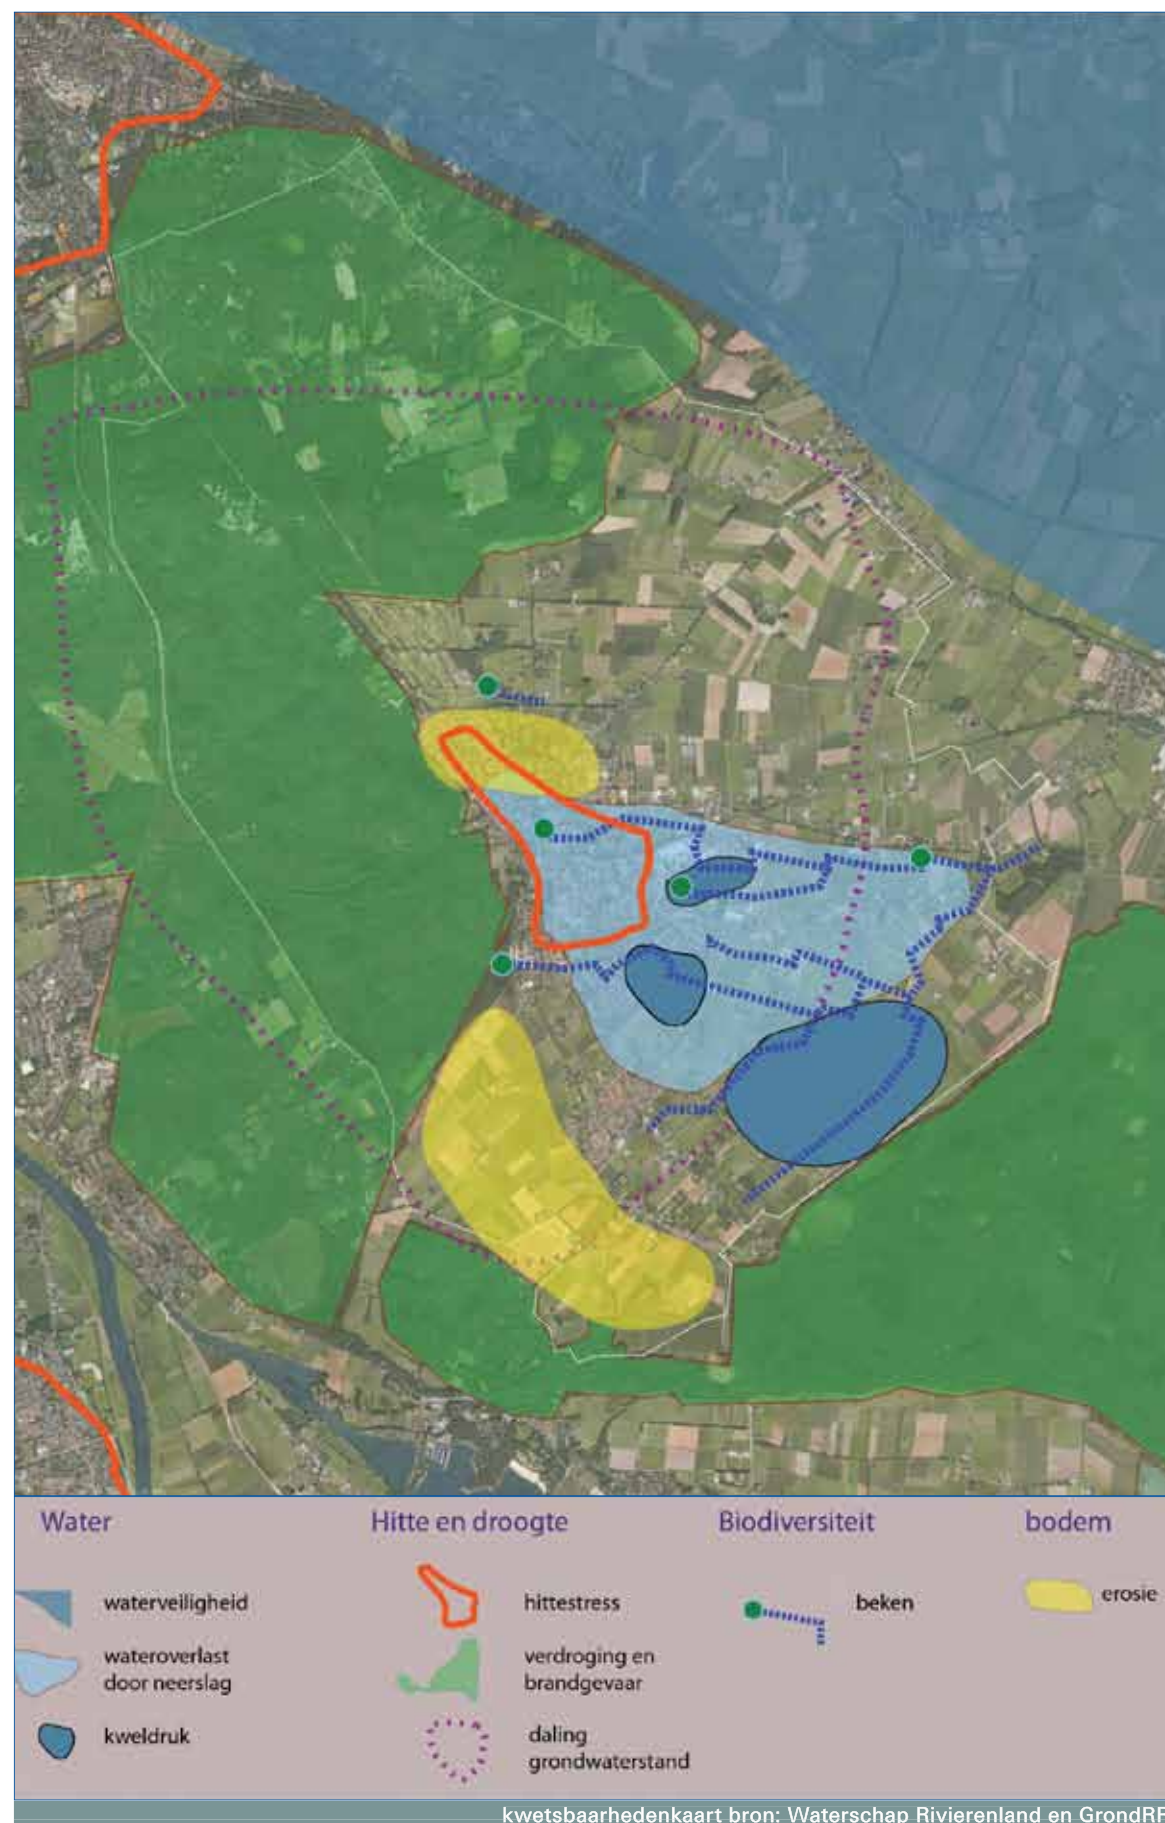 Water
waterveiligheid
wateroverlast
door neerslag
kweldruk
Hitte en droogte
hittestress
verdroging en
brandgevaar
daling
grondwaterstand
Biodiversiteit
beken
bodem
erosie
kwetsbaarhedenkaart bron: Waterschap Rivierenland en GrondRR